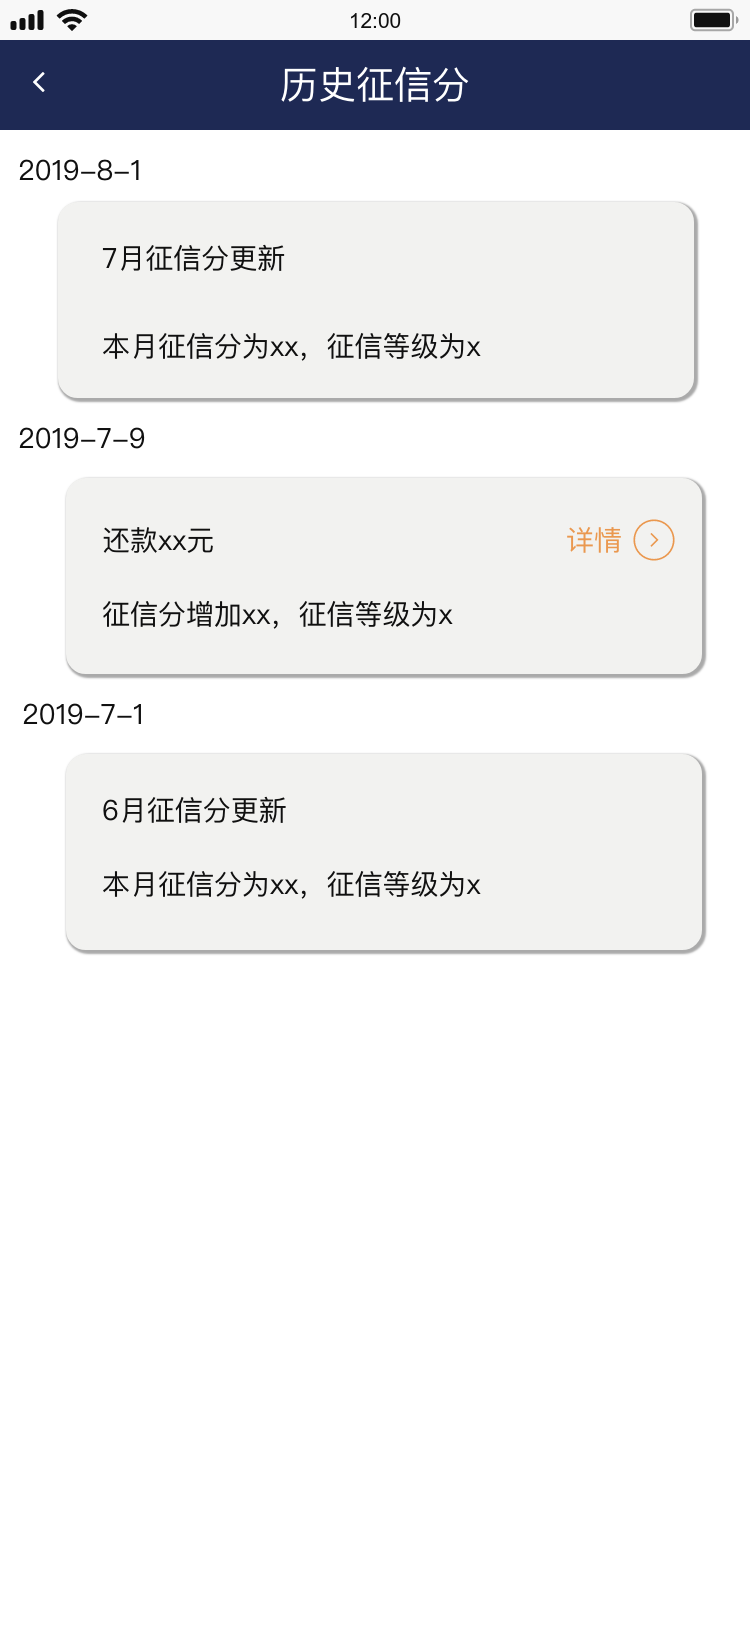 12:00
历史征信分
2019-8-1
7月征信分更新
本月征信分为xx，征信等级为x
2019-7-9
还款xx元
详情
征信分增加xx，征信等级为x
2019-7-1
6月征信分更新
本月征信分为xx，征信等级为x